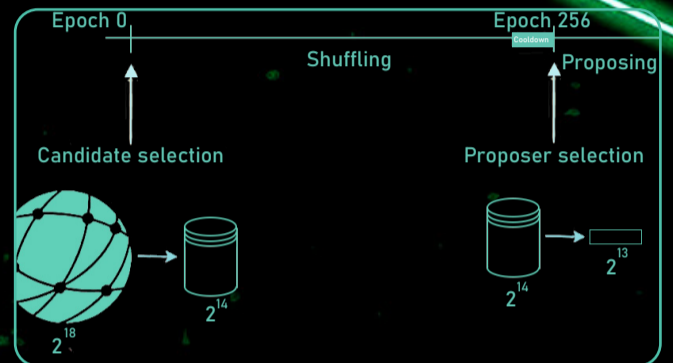 Epoch 0
Epoch 256
Cooldown
Shuffling
Proposing
Candidate selection
Proposer selection
2^18
2^14
2^14
2^13